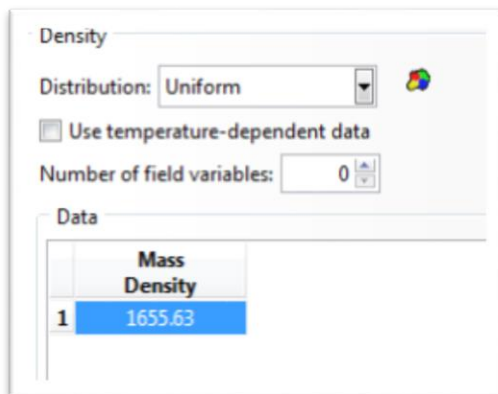 Density
Distribution: Uniform
Use temperature-dependent data
Number of field variables: 0
Data
Mass
Density
1 1655.63